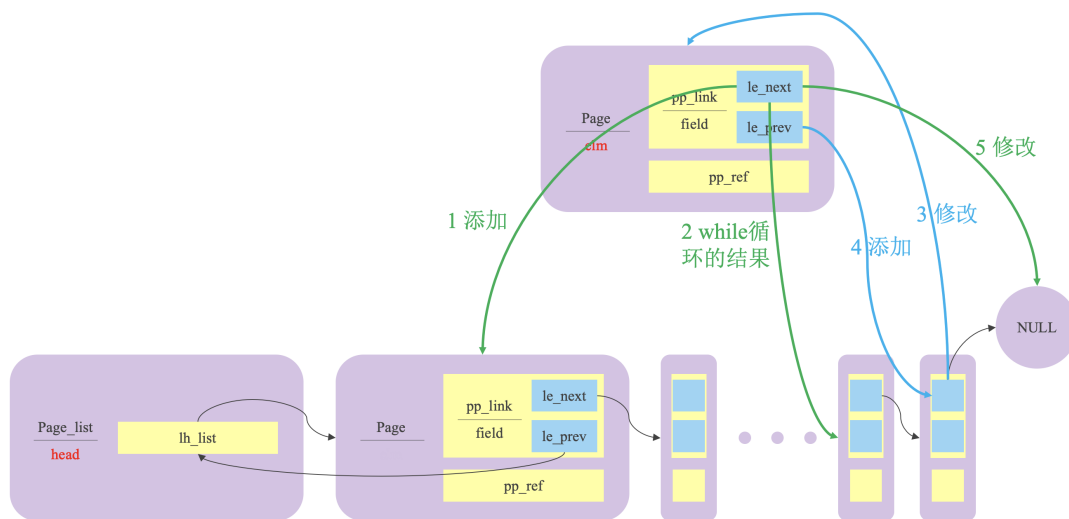 Page
elm
pp_link
field
le_next
le_prev
pp_ref
1 添加
2 while循
环的结果
3 修改
4 添加
5 修改
NULL
Page_list
head
lh_list
Page
pp_link
field
le_next
le_prev
pp_ref